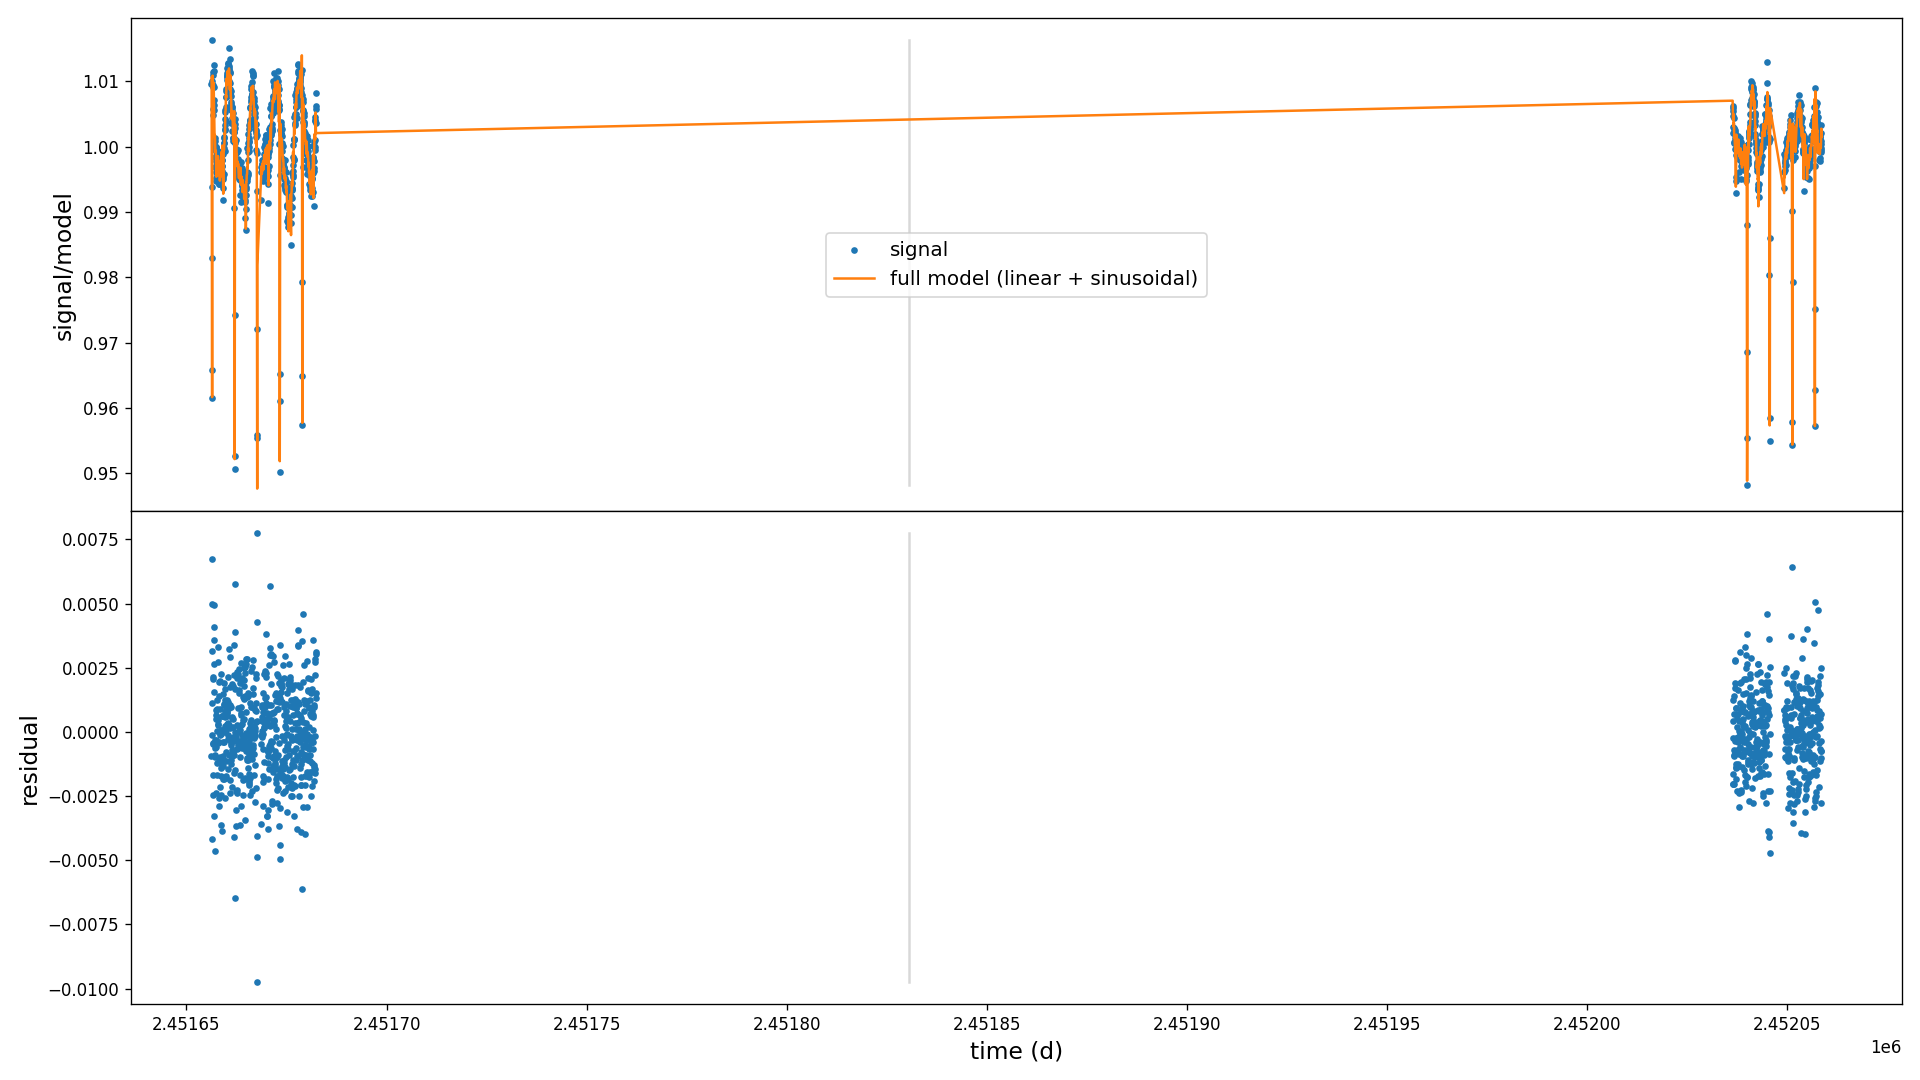 signal/model
1.01
1.00
0.99
0.98
0.97
0.96
0.95
signal
full model (linear + sinusoidal)
residual
0.0075
0.0050
0.0025
0.0000
−0.0025
−0.0050
−0.0075
−0.0100
2.45165 2.45170 2.45175 2.45180 2.45185 2.45190 2.45195 2.45200 2.45205
1e6
time (d)